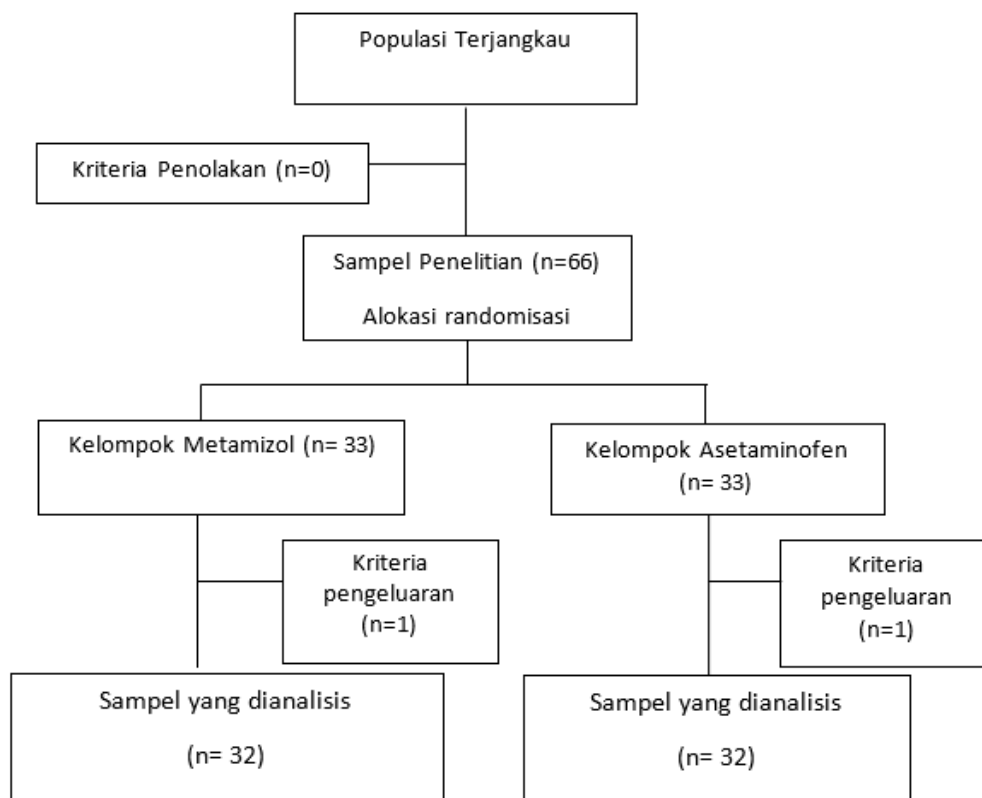 Populasi Terjangkau
Kriteria Penolakan (n=0)
Sampel Penelitian (n=66)
Alokasi randomisasi
Kelompok Metamizol (n= 33)
Kelompok Asetaminofen
(n= 33)
Kriteria
pengeluaran
(n=1)
Kriteria
pengeluaran
(n=1)
Sampel yang dianalisis
(n= 32)
Sampel yang dianalisis
(n= 32)